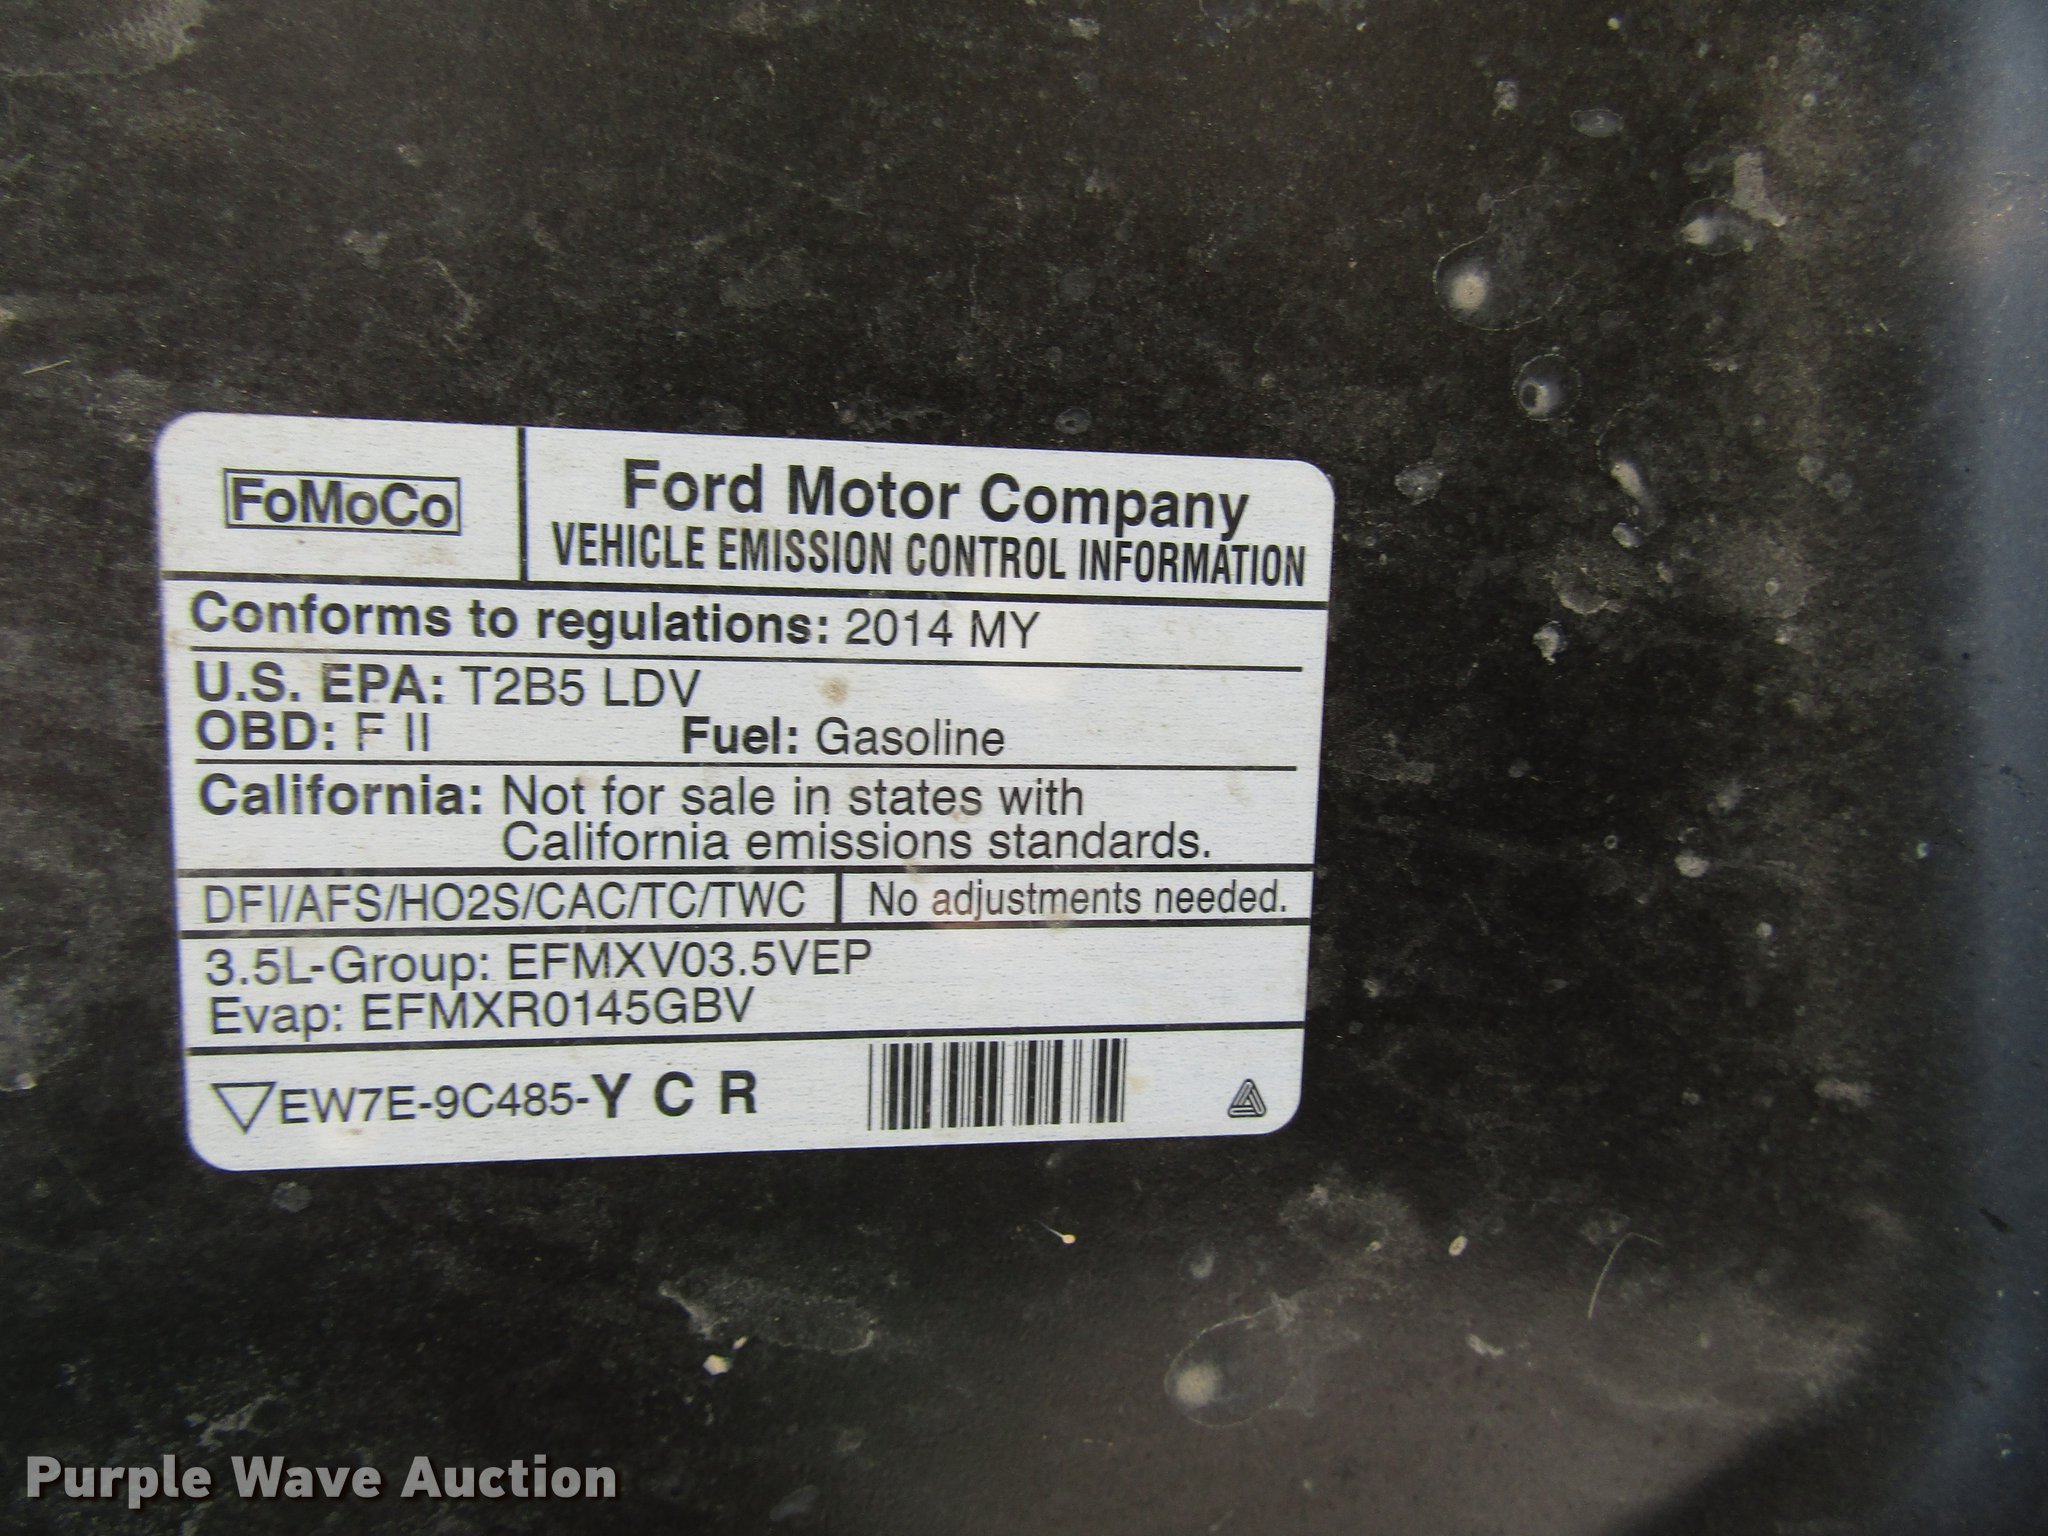 FoMoCo
Ford Motor Company
VEHICLE EMISSION CONTROL INFORMATION
Conforms to regulations: 2014 MY
U.S. EPA: T2B5 LDV
OBD: F II Fuel: Gasoline
California: Not for sale in states with
California emissions standards.
DFI/AFS/HO2S/CAC/TC/TWC No adjustments needed.
3.5L-Group: EFMXV03.5VEP
Evap: EFMXR0145GBV
EW7E-9C485-Y C R
Purple Wave Auction